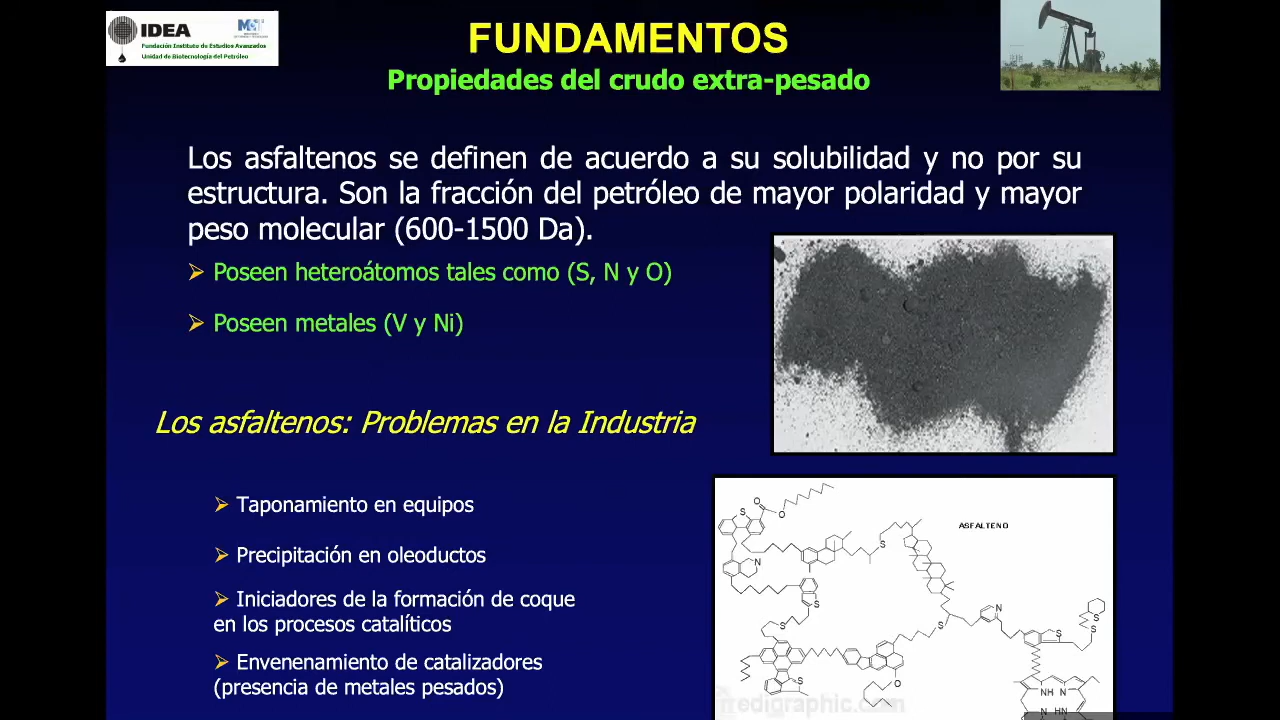 IDEA
Fundación Instituto de Estudios Avanzados
Unidad de Biotecnología del Petróleo
FUNDAMENTOS
Propiedades del crudo extra-pesado
Los asfaltenos se definen de acuerdo a su solubilidad y no por su
estructura. Son la fracción del petróleo de mayor polaridad y mayor
peso molecular (600-1500 Da).
➢ Poseen heteroátomos tales como (S, N y O)
➢ Poseen metales (V y Ni)
Los asfaltenos: Problemas en la Industria
➢ Taponamiento en equipos
➢ Precipitación en oleoductos
➢ Iniciadores de la formación de coque
en los procesos catalíticos
➢ Envenenamiento de catalizadores
(presencia de metales pesados)
ASFALTENO
S
O
O
S
N
S
S
N
S
S
S
S
S
O
S
NH N
N HN
medigraphic.com